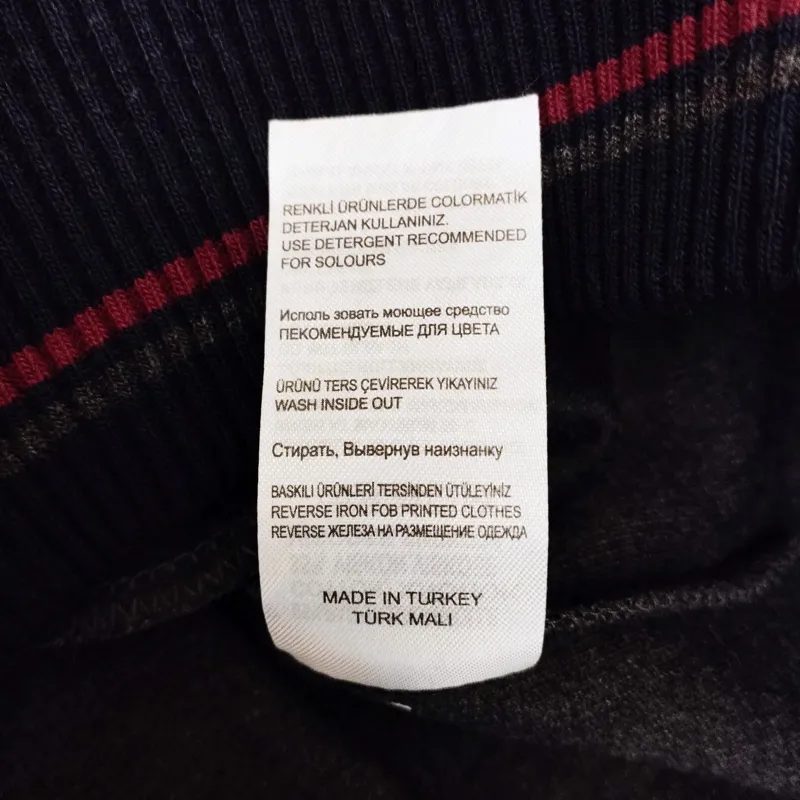 RENKLİ ÜRÜNLERDE COLORMATİK
DETERJAN KULLANINIZ.
USE DETERGENT RECOMMENDED
FOR SOLOURS
Исполь зовать моющее средство
ПЕКОМЕНДУЕМЫЕ ДЛЯ ЦВЕТА
ÜRÜNÜ TERS ÇEVİREREK YIKAYINIZ
WASH INSIDE OUT
Стирать, Вывернув наизнанку
BASKILI ÜRÜNLERİ TERSİNDEN ÜTÜLEYİNİZ
REVERSE IRON FOB PRINTED CLOTHES
REVERSE ЖЕЛЕЗА НА РАЗМЕЩЕНИЕ ОДЕЖДА
MADE IN TURKEY
TÜRK MALI